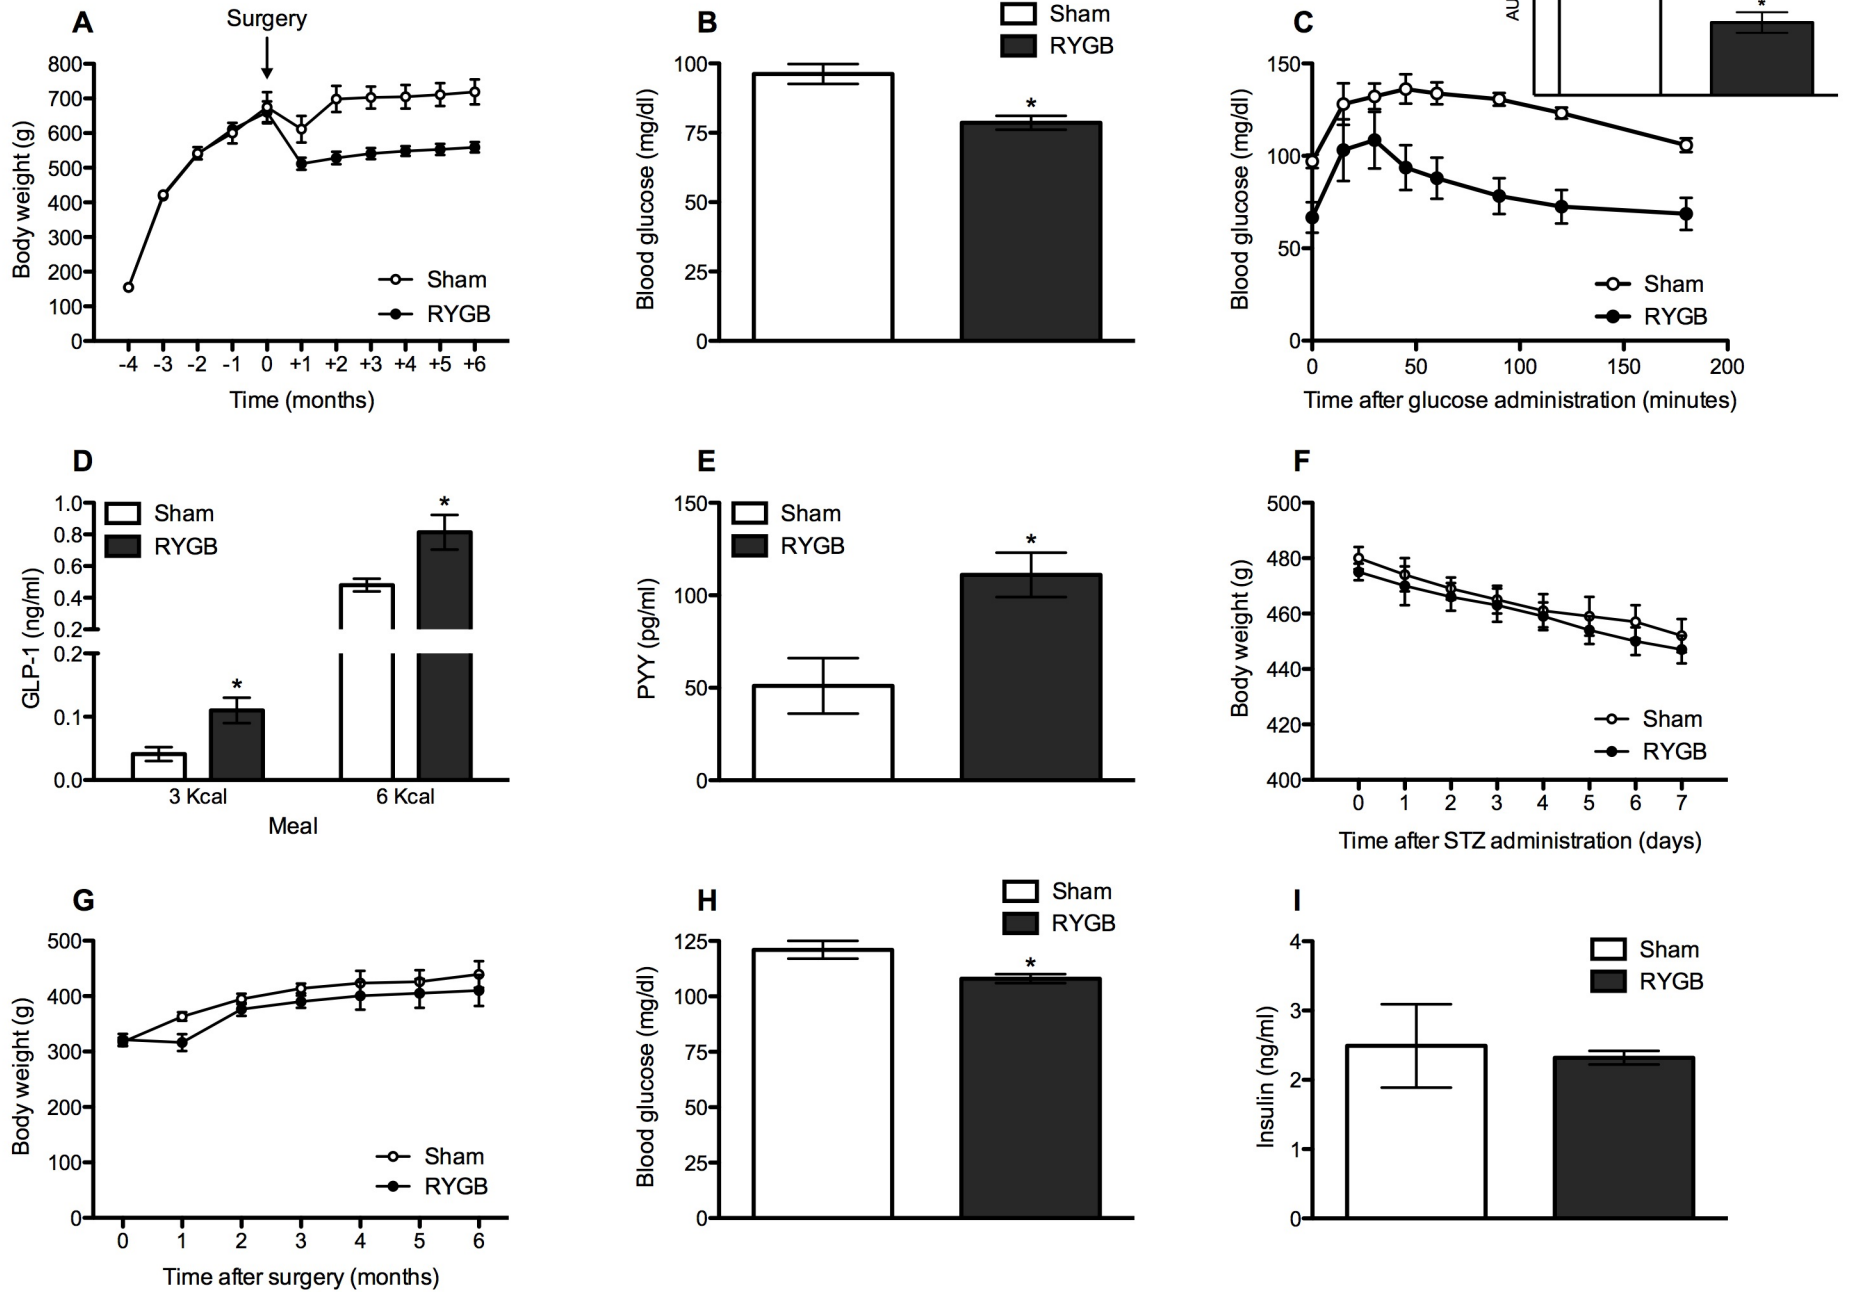 A
Surgery
Body weight (g)
800
700
600
500
400
300
200
100
0
-4 -3 -2 -1 0 +1 +2 +3 +4 +5 +6
Time (months)
Sham
RYGB
B
Sham
RYGB
Blood glucose (mg/dl)
100
75
50
25
0
*
C
AU
*
Blood glucose (mg/dl)
150
100
50
0
0 50 100 150 200
Time after glucose administration (minutes)
Sham
RYGB
D
Sham
RYGB
GLP-1 (ng/ml)
1.0
0.8
0.6
0.4
0.2
0.2
0.1
0.0
*
*
3 Kcal 6 Kcal
Meal
E
Sham
RYGB
PYY (pg/ml)
150
100
50
0
*
F
Body weight (g)
500
480
460
440
420
400
0 1 2 3 4 5 6 7
Time after STZ administration (days)
Sham
RYGB
G
Body weight (g)
500
400
300
200
100
0
0 1 2 3 4 5 6
Time after surgery (months)
Sham
RYGB
H
Sham
RYGB
Blood glucose (mg/dl)
125
100
75
50
25
0
*
I
Sham
RYGB
Insulin (ng/ml)
4
3
2
1
0